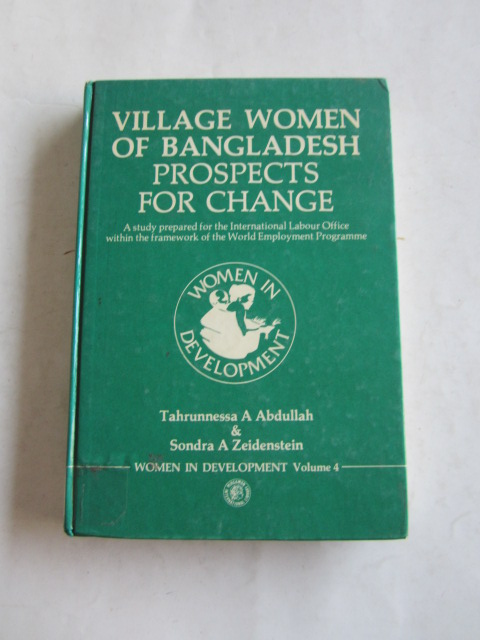 VILLAGE WOMEN
OF BANGLADESH
PROSPECTS
FOR CHANGE
A study prepared for the International Labour Office
within the framework of the World Employment Programme
WOMEN IN
DEVELOPMENT
Tahrunnessa A Abdullah
&
Sondra A Zeidenstein
WOMEN IN DEVELOPMENT Volume 4